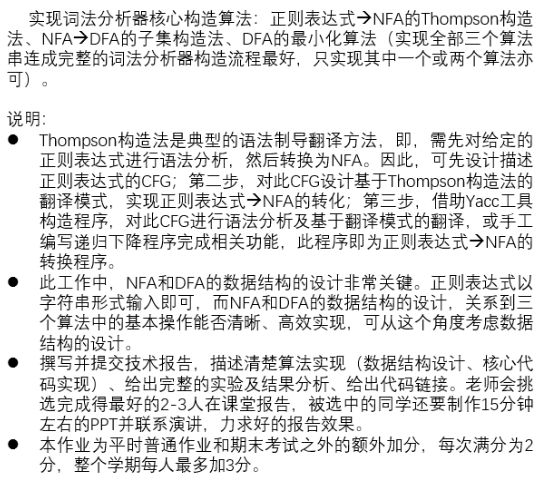 实现词法分析器核心构造算法：正则表达式→NFA的Thompson构造
法、NFA→DFA的子集构造法、DFA的最小化算法（实现全部三个算法
串连成完整的词法分析器构造流程最好，只实现其中一个或两个算法亦
可）。
说明：
● Thompson构造法是典型的语法制导翻译方法，即，需先对给定的
正则表达式进行语法分析，然后转换为NFA。因此，可先设计描述
正则表达式的CFG；第二步，对此CFG设计基于Thompson构造法的
翻译模式，实现正则表达式→NFA的转化；第三步，借助Yacc工具
构造程序，对此CFG进行语法分析及基于翻译模式的翻译，或手工
编写递归下降程序完成相关功能，此程序即为正则表达式→NFA的
转换程序。
● 此工作中，NFA和DFA的数据结构的设计非常关键。正则表达式以
字符串形式输入即可，而NFA和DFA的数据结构的设计，关系到三
个算法中的基本操作能否清晰、高效实现，可从这个角度考虑数据
结构的设计。
● 撰写并提交技术报告，描述清楚算法实现（数据结构设计、核心代
码实现）、给出完整的实验及结果分析、给出代码链接。老师会挑
选完成得最好的2-3人在课堂报告，被选中的同学还要制作15分钟
左右的PPT并联系演讲，力求好的报告效果。
● 本作业为平时普通作业和期末考试之外的额外加分，每次满分为2
分，整个学期每人最多加3分。